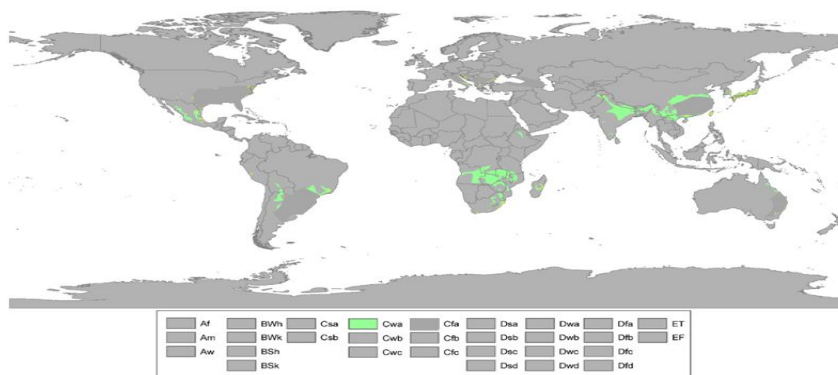 Af BWh Csa Cwa Cfa Dsa Dwa Dfa ET
Am BWk Csb Cwb Cfb Dsb Dwb Dfb EF
Aw BSh Cwc Cfc Dsc Dwc Dfc
BSk Dsd Dwd Dfd